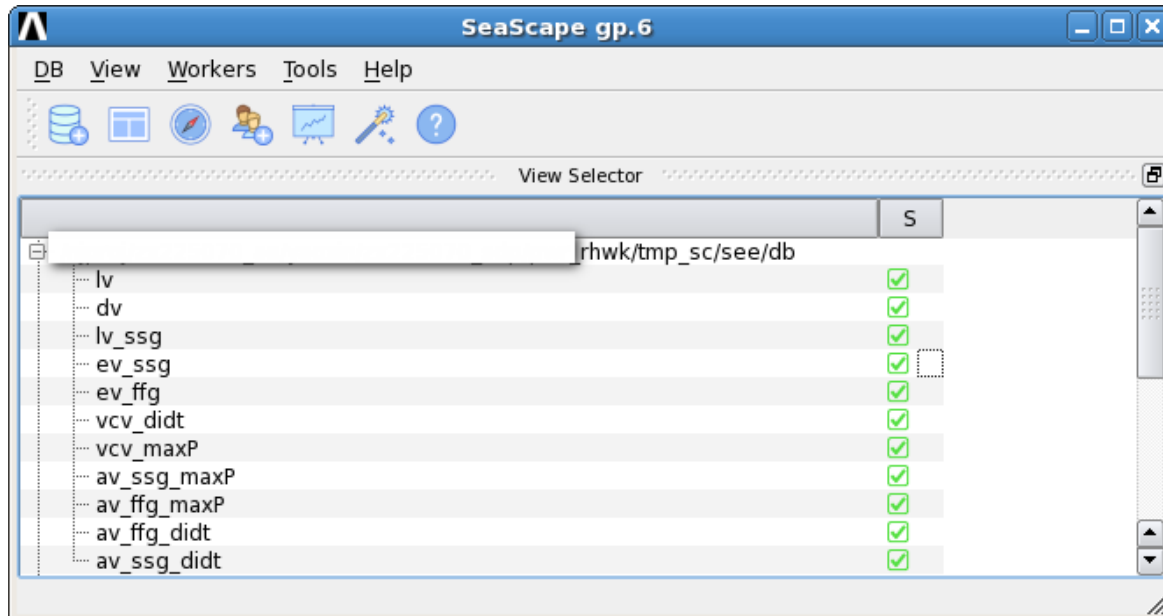 SeaScape gp.6
DB View Workers Tools Help
View Selector
S
_rhwk/tmp_sc/see/db
lv
dv
lv_ssg
ev_ssg
ev_ffg
vcv_didt
vcv_maxP
av_ssg_maxP
av_ffg_maxP
av_ffg_didt
av_ssg_didt